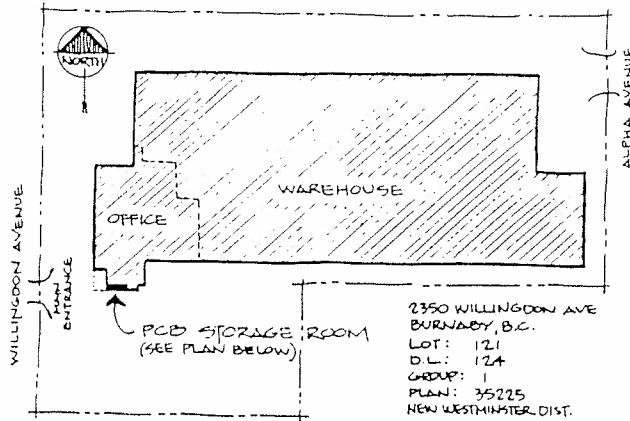 NORTH
ALPHA AVENUE
WAREHOUSE
OFFICE
WILLINGDON AVENUE
MAIN
ENTRANCE
PCB STORAGE ROOM
(SEE PLAN BELOW)
2350 WILLINGDON AVE
BURNABY, B.C.
LOT: 121
D.L.: 124
GROUP: 1
PLAN: 35225
NEW WESTMINSTER DIST.